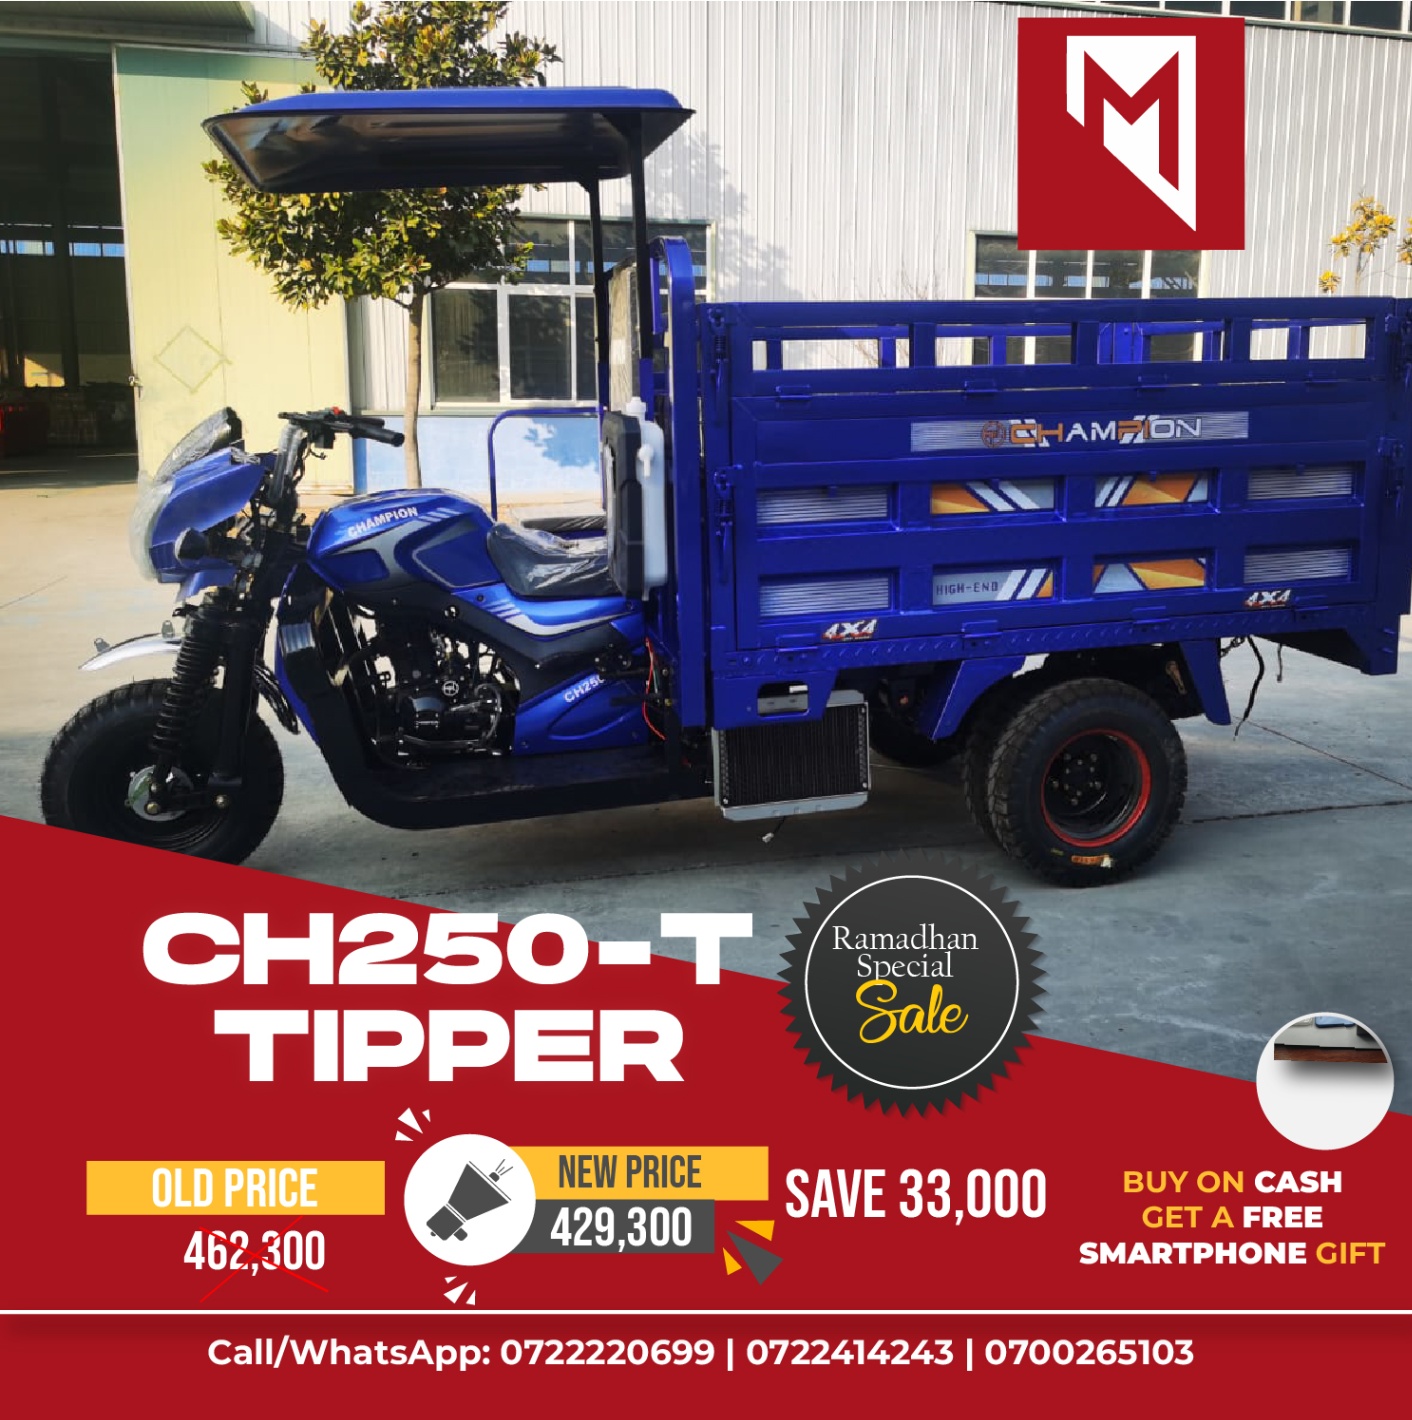 CHAMPION
CHAMPION
HIGH-END
4X4
4X4
CH250
CH250-T
TIPPER
Ramadhan
Special
Sale
OLD PRICE
462,300
NEW PRICE
429,300
SAVE 33,000
BUY ON CASH
GET A FREE
SMARTPHONE GIFT
Call/WhatsApp: 0722220699 | 0722414243 | 0700265103